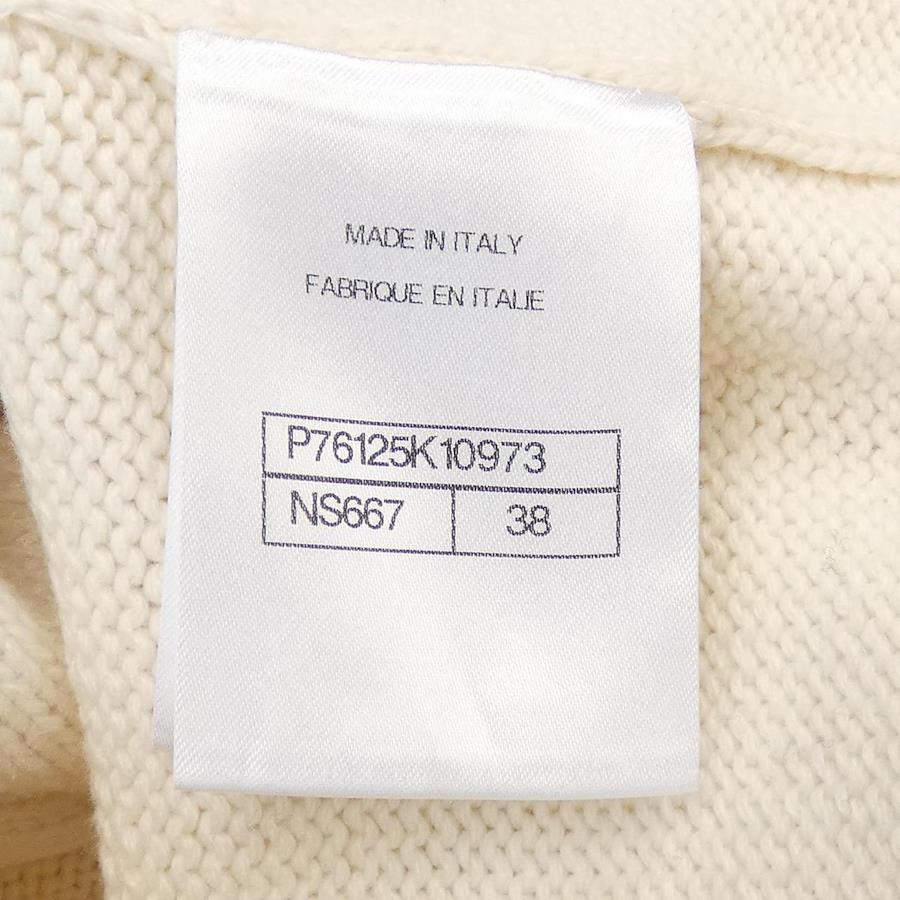 MADE IN ITALY
FABRIQUE EN ITALIE
P76125K10973
NS667 38